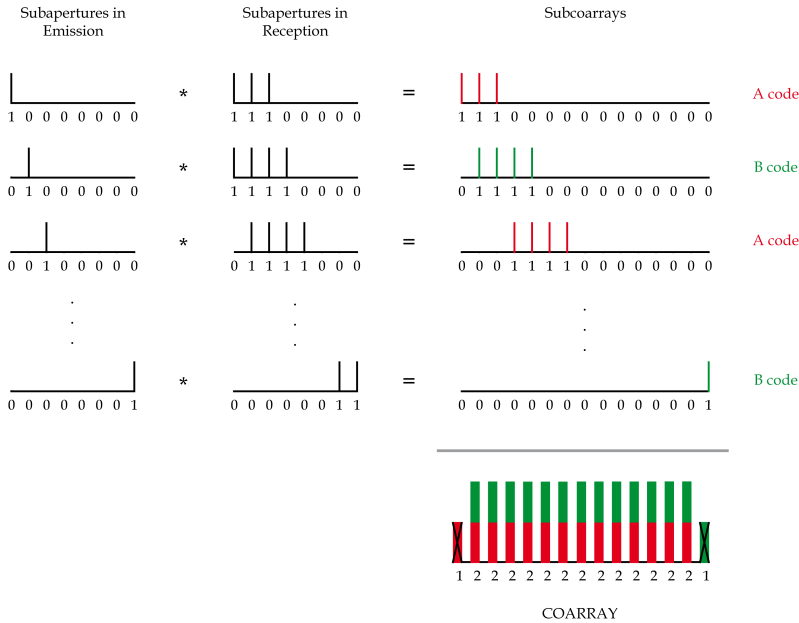 Subapertures in
Emission
Subapertures in
Reception
Subcoarrays
* = A code
1 0 0 0 0 0 0 0 1 1 1 0 0 0 0 0 1 1 1 0 0 0 0 0 0 0 0 0 0 0 0
* = B code
0 1 0 0 0 0 0 0 1 1 1 1 0 0 0 0 0 1 1 1 1 0 0 0 0 0 0 0 0 0 0
* = A code
0 0 1 0 0 0 0 0 0 1 1 1 1 0 0 0 0 0 0 1 1 1 1 0 0 0 0 0 0 0 0
. . .
. . .
. . .
* = B code
0 0 0 0 0 0 0 1 0 0 0 0 0 0 1 1 0 0 0 0 0 0 0 0 0 0 0 0 0 0 1
1 2 2 2 2 2 2 2 2 2 2 2 2 2 1
COARRAY